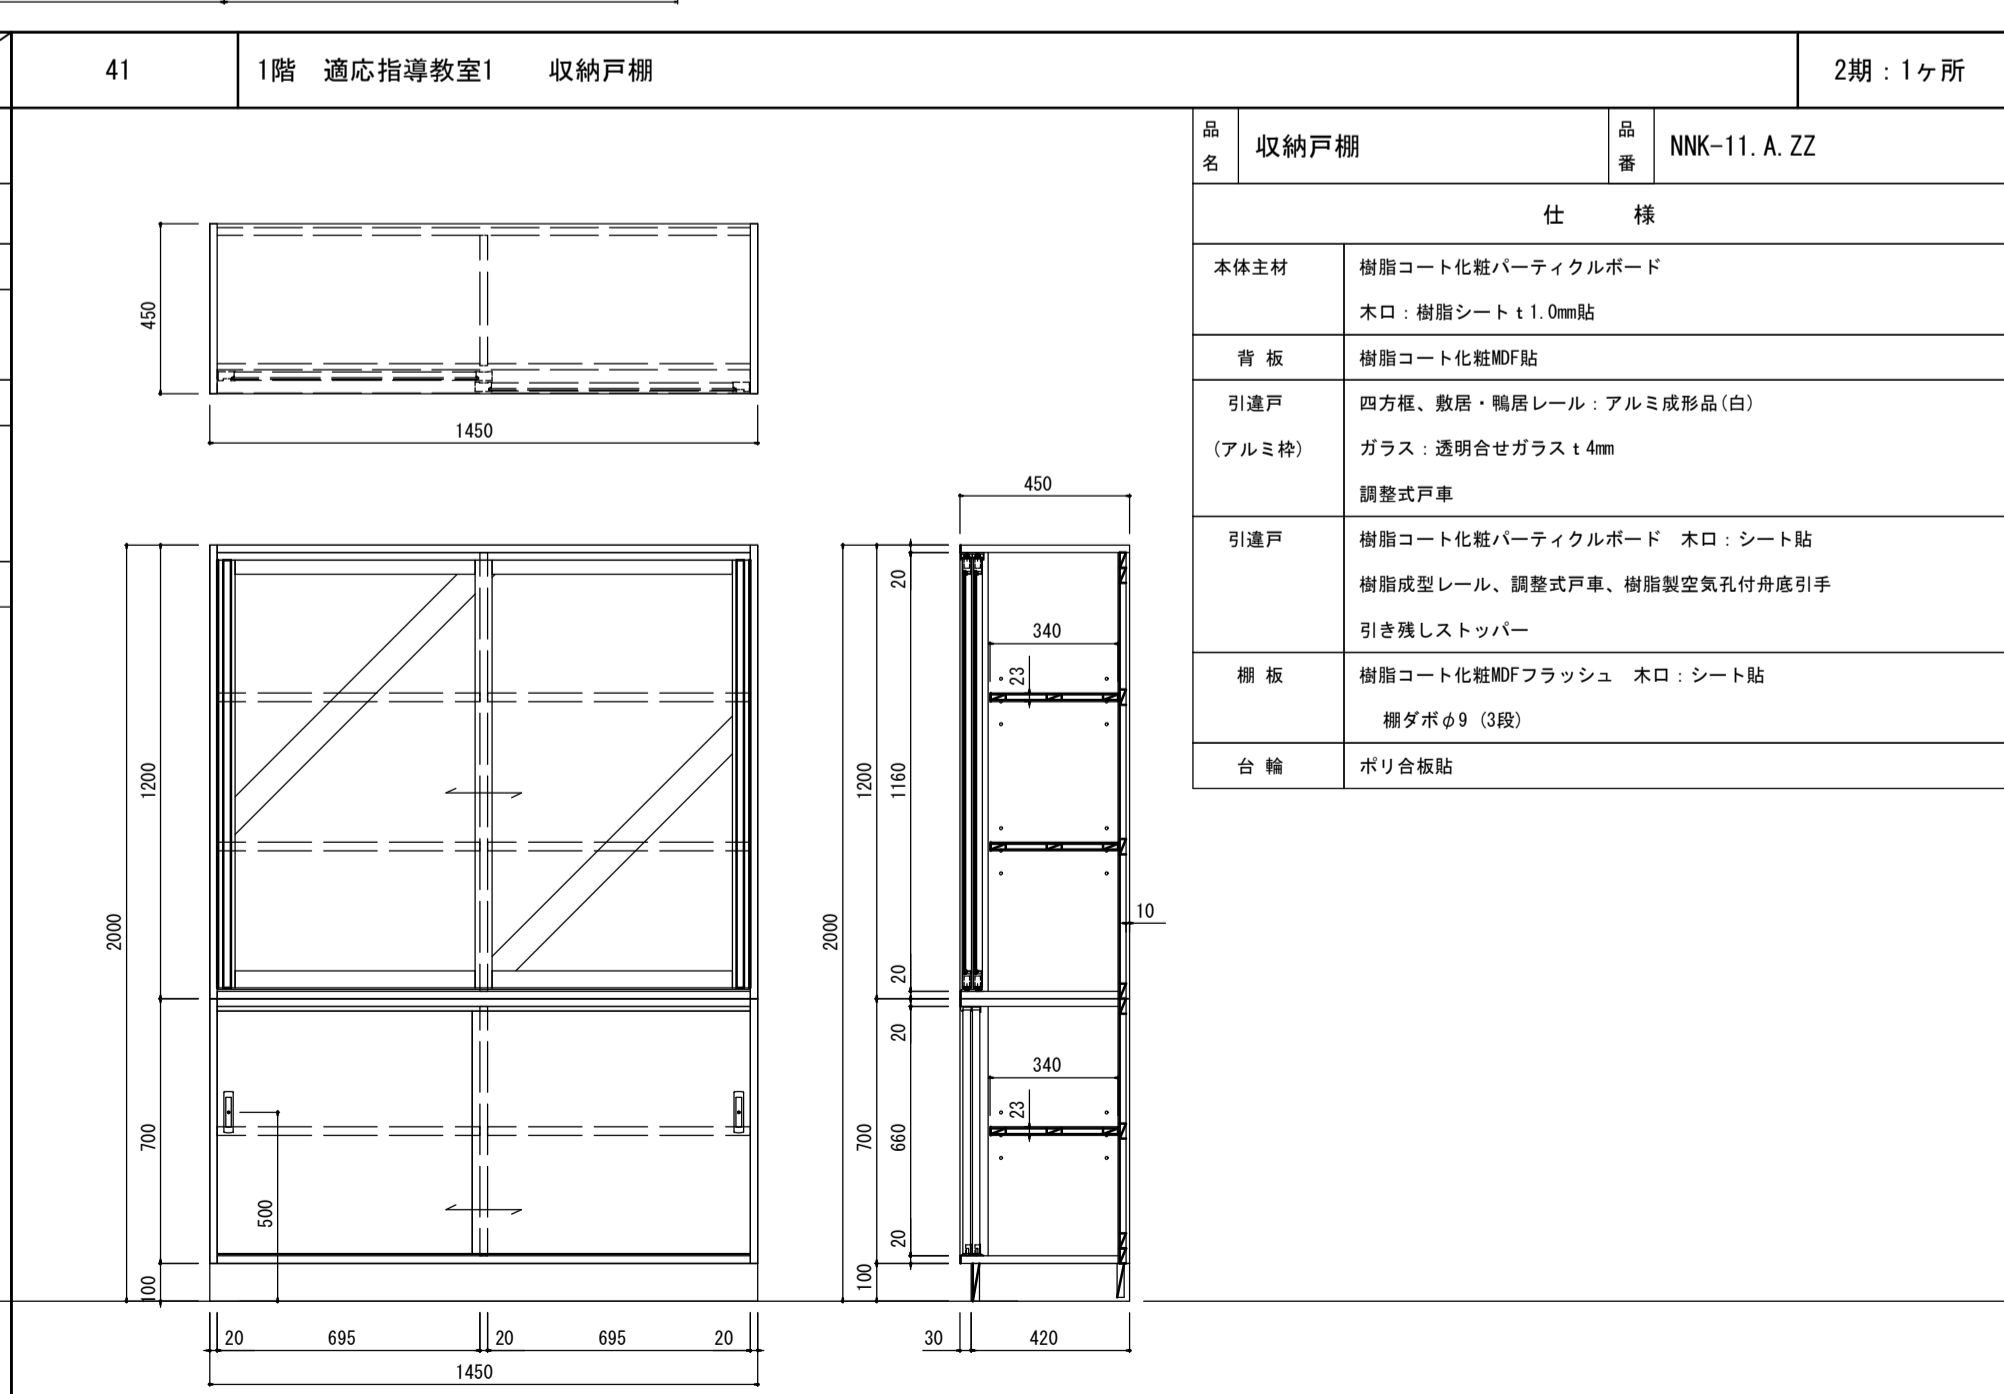 41
1階　適応指導教室1　　収納戸棚
2期：1ヶ所
品名
収納戸棚
品番
NNK-11.A.ZZ
仕　　様
本体主材
樹脂コート化粧パーティクルボード
木口：樹脂シートｔ1.0mm貼
背 板
樹脂コート化粧MDF貼
引違戸
(アルミ枠)
四方框、敷居・鴨居レール：アルミ成形品(白)
ガラス：透明合せガラスｔ4mm
調整式戸車
引違戸
樹脂コート化粧パーティクルボード　木口：シート貼
樹脂成型レール、調整式戸車、樹脂製空気孔付舟底引手
引き残しストッパー
棚 板
樹脂コート化粧MDFフラッシュ　木口：シート貼
棚ダボφ9（3段）
台 輪
ポリ合板貼
450
1450
2000
1200
700
100
500
20
695
20
695
20
1450
450
2000
1200
700
100
20
1160
20
20
660
20
340
23
340
23
10
30
420